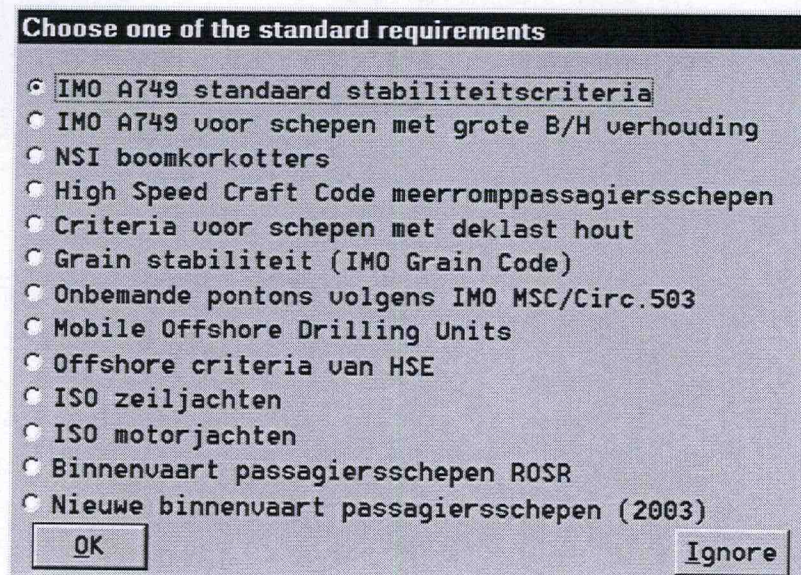 Choose one of the standard requirements
IMO A749 standaard stabiliteitscriteria
IMO A749 voor schepen met grote B/H verhouding
NSI boomkorkotters
High Speed Craft Code meerromppassagiersschepen
Criteria voor schepen met deklast hout
Grain stabiliteit (IMO Grain Code)
Onbemande pontons volgens IMO MSC/Circ.503
Mobile Offshore Drilling Units
Offshore criteria van HSE
ISO zeiljachten
ISO motorjachten
Binnenvaart passagiersschepen ROSR
Nieuwe binnenvaart passagiersschepen (2003)
OK Ignore